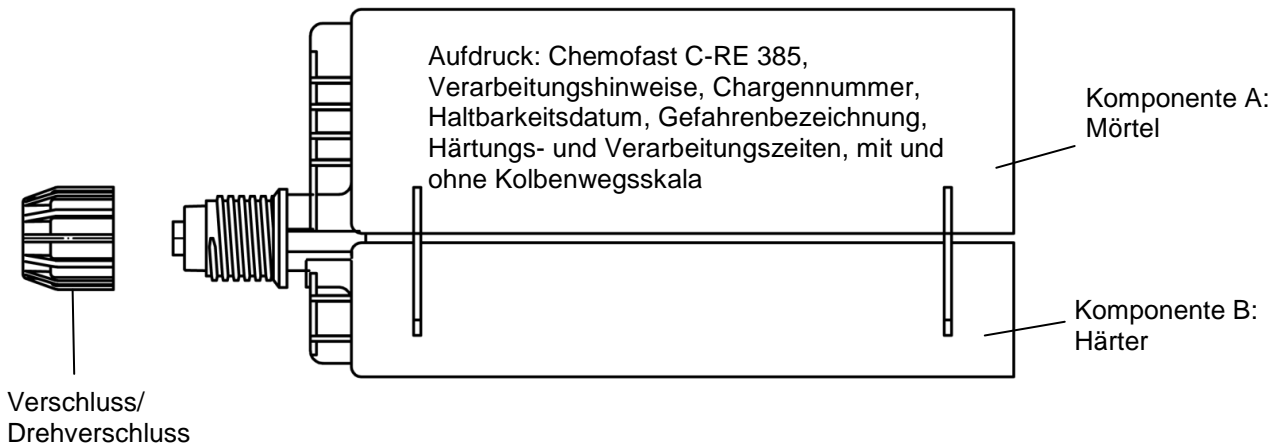 Aufdruck: Chemofast C-RE 385,
Verarbeitungshinweise, Chargennummer,
Haltbarkeitsdatum, Gefahrenbezeichnung,
Härtungs- und Verarbeitungszeiten, mit und
ohne Kolbenwegsskala
Komponente A:
Mörtel
Komponente B:
Härter
Verschluss/
Drehverschluss